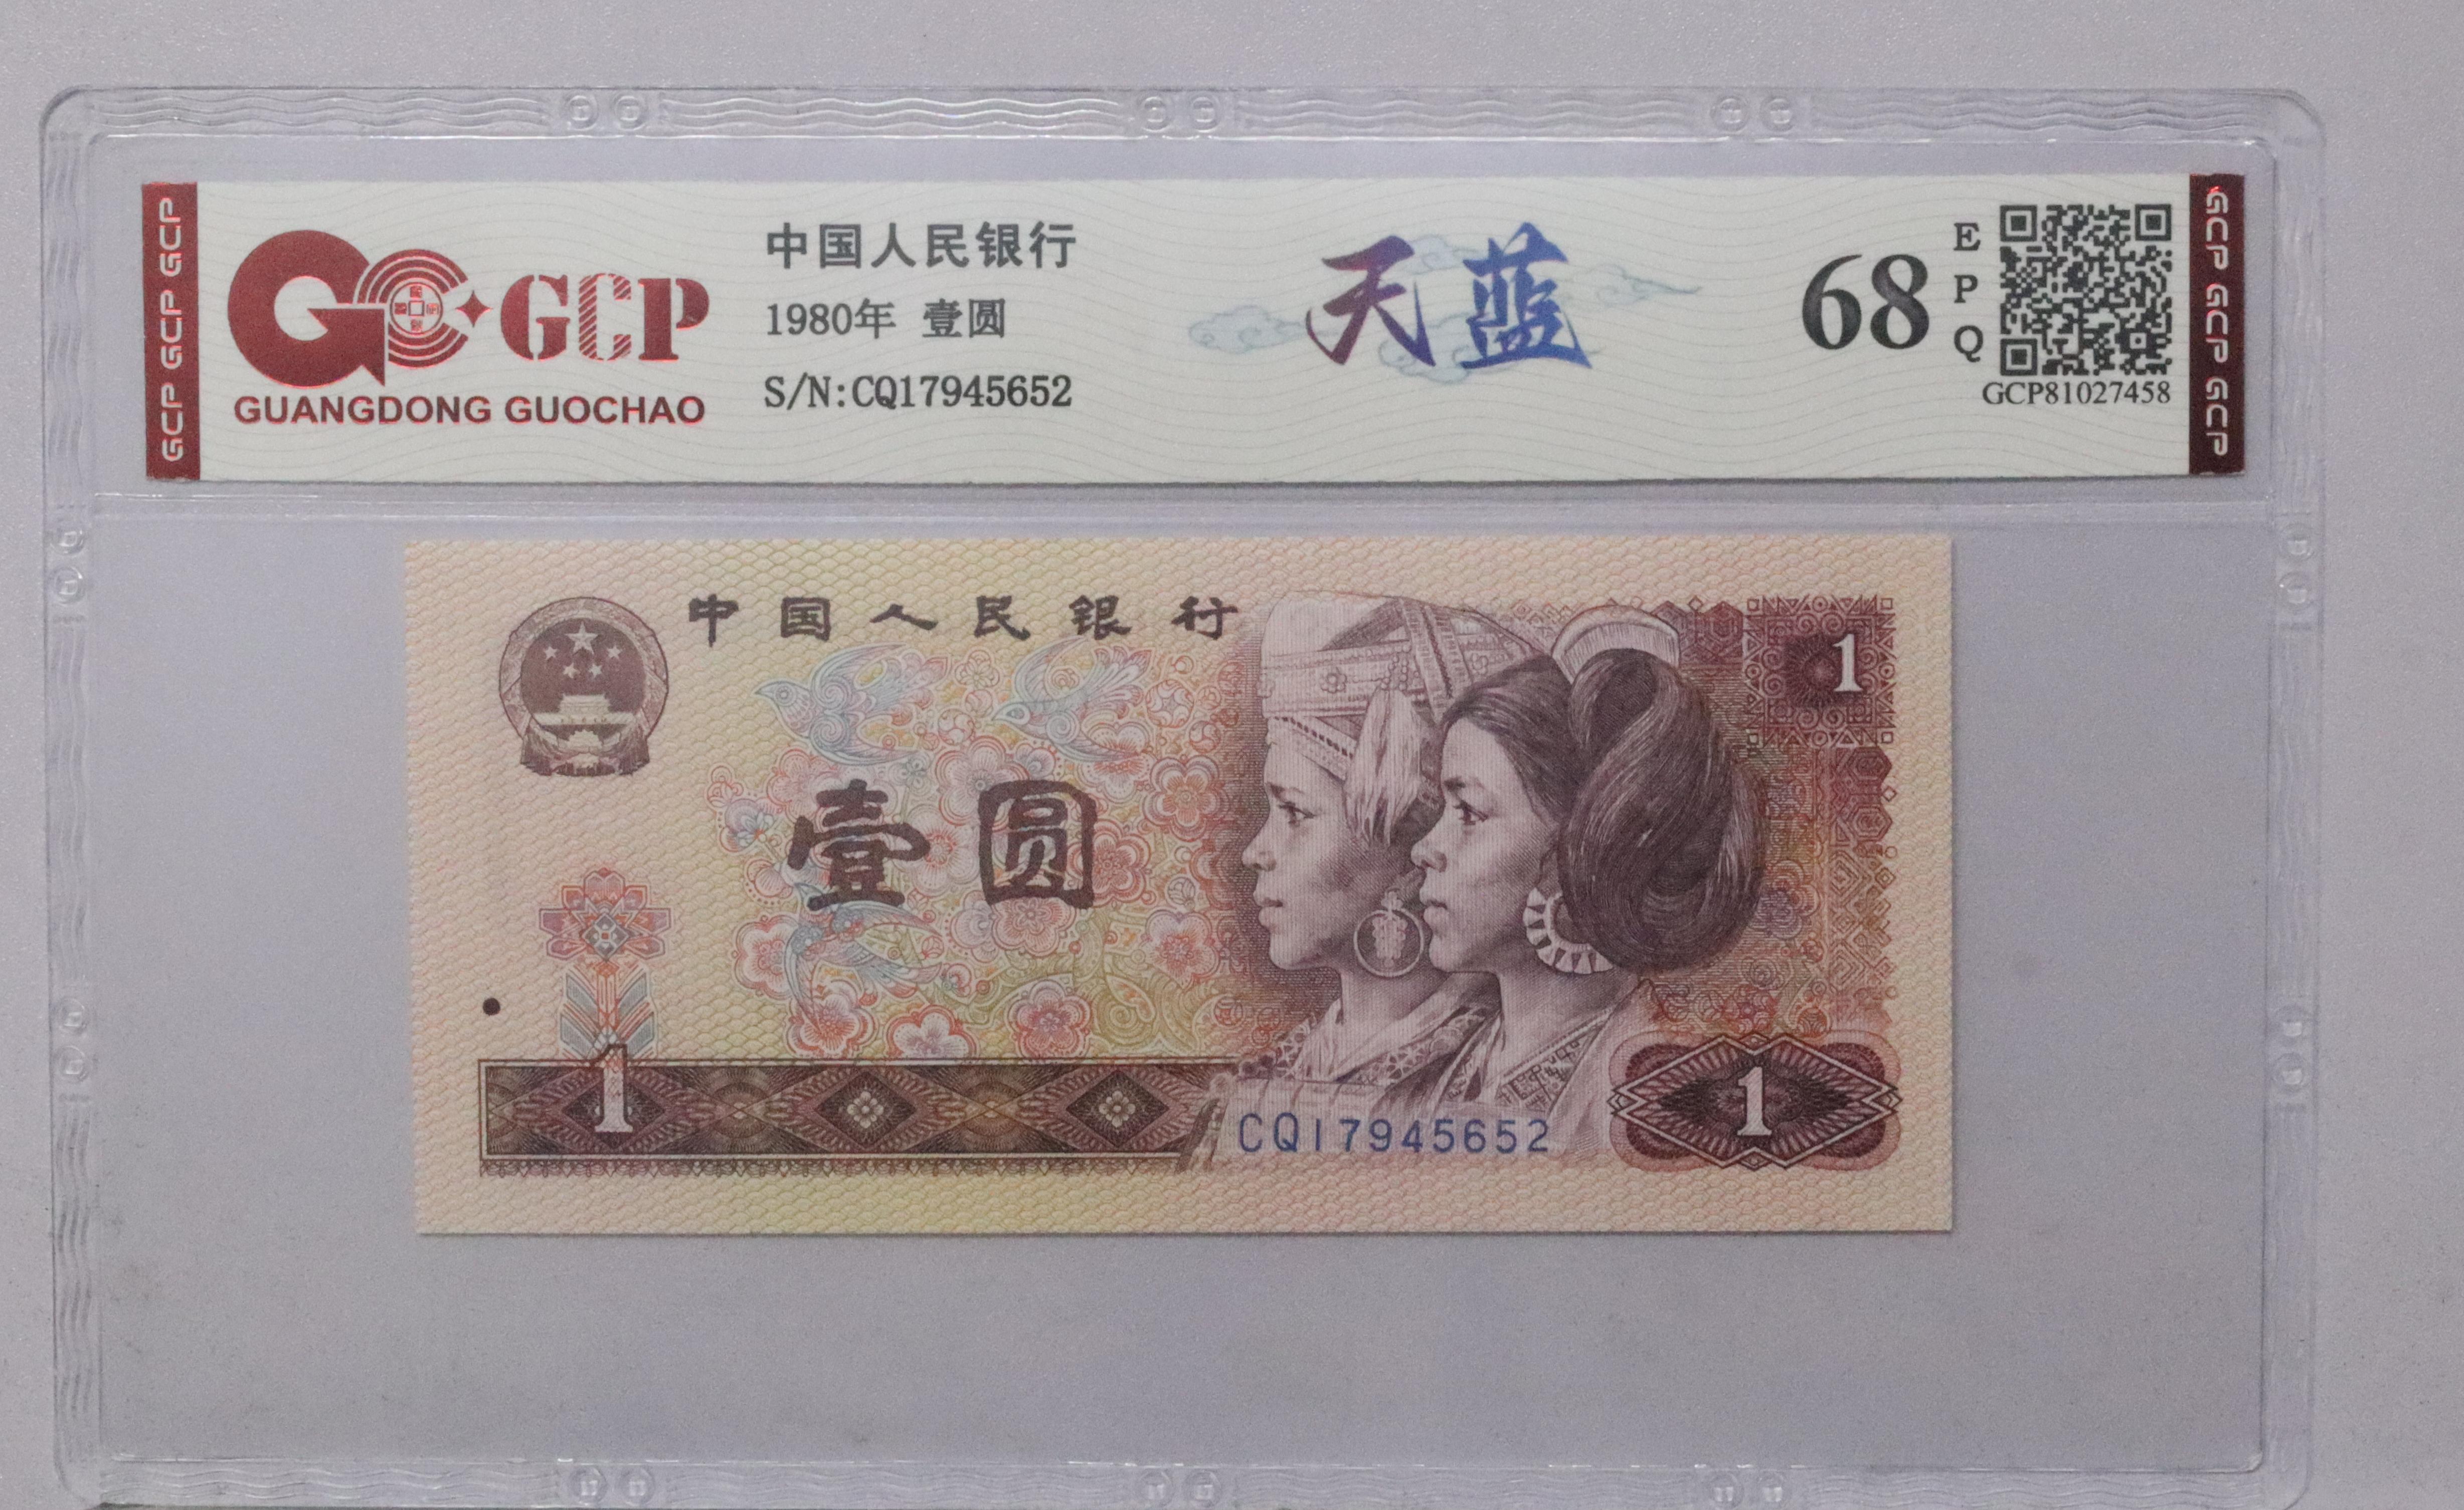 GCP GCP GCP
GCP
GUANGDONG GUOCHAO
中国人民银行
1980年 壹圆
S/N:CQ17945652
天蓝
68
EPQ
GCP81027458
GCP GCP GCP
中国人民银行
1
壹圆
1
1
CQ17945652